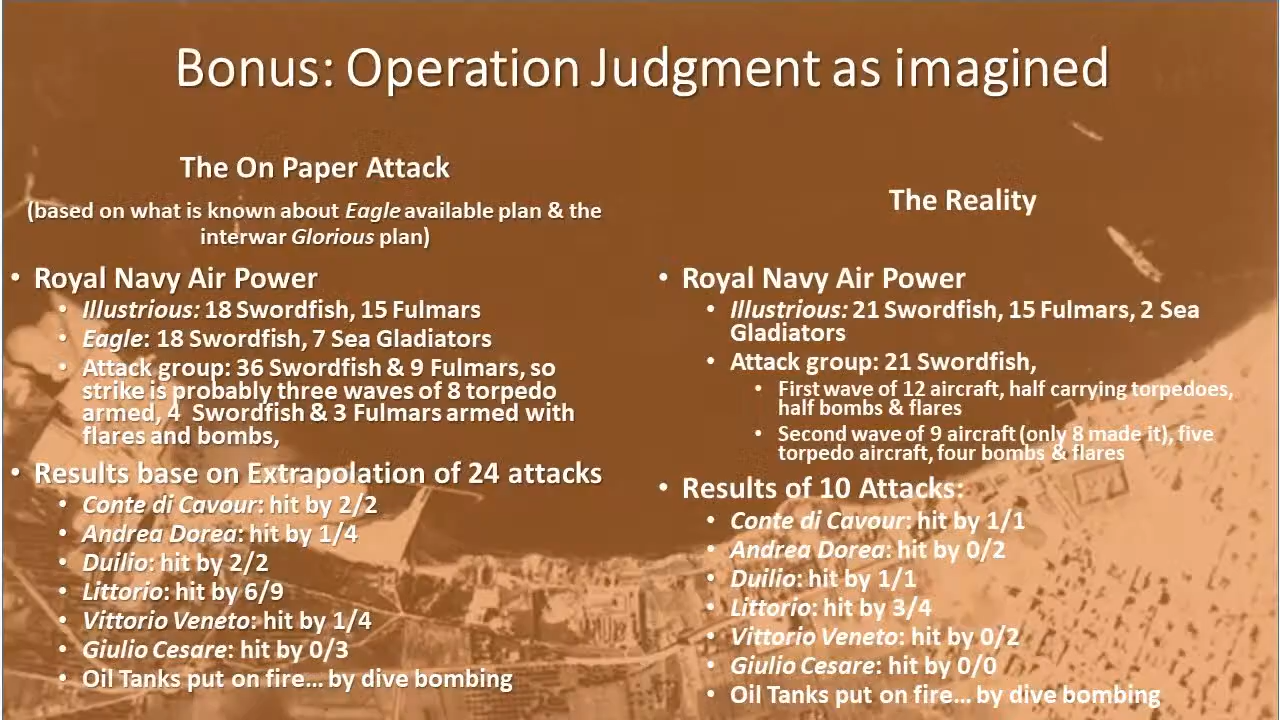 Bonus: Operation Judgment as imagined
The On Paper Attack
(based on what is known about Eagle available plan & the
interwar Glorious plan)
• Royal Navy Air Power
• Illustrious: 18 Swordfish, 15 Fulmars
• Eagle: 18 Swordfish, 7 Sea Gladiators
• Attack group: 36 Swordfish & 9 Fulmars, so
strike is probably three waves of 8 torpedo
armed, 4 Swordfish & 3 Fulmars armed with
flares and bombs,
• Results base on Extrapolation of 24 attacks
• Conte di Cavour: hit by 2/2
• Andrea Dorea: hit by 1/4
• Duilio: hit by 2/2
• Littorio: hit by 6/9
• Vittorio Veneto: hit by 1/4
• Giulio Cesare: hit by 0/3
• Oil Tanks put on fire... by dive bombing
The Reality
• Royal Navy Air Power
• Illustrious: 21 Swordfish, 15 Fulmars, 2 Sea
Gladiators
• Attack group: 21 Swordfish,
• First wave of 12 aircraft, half carrying torpedoes,
half bombs & flares
• Second wave of 9 aircraft (only 8 made it), five
torpedo aircraft, four bombs & flares
• Results of 10 Attacks:
• Conte di Cavour: hit by 1/1
• Andrea Dorea: hit by 0/2
• Duilio: hit by 1/1
• Littorio: hit by 3/4
• Vittorio Veneto: hit by 0/2
• Giulio Cesare: hit by 0/0
• Oil Tanks put on fire... by dive bombing